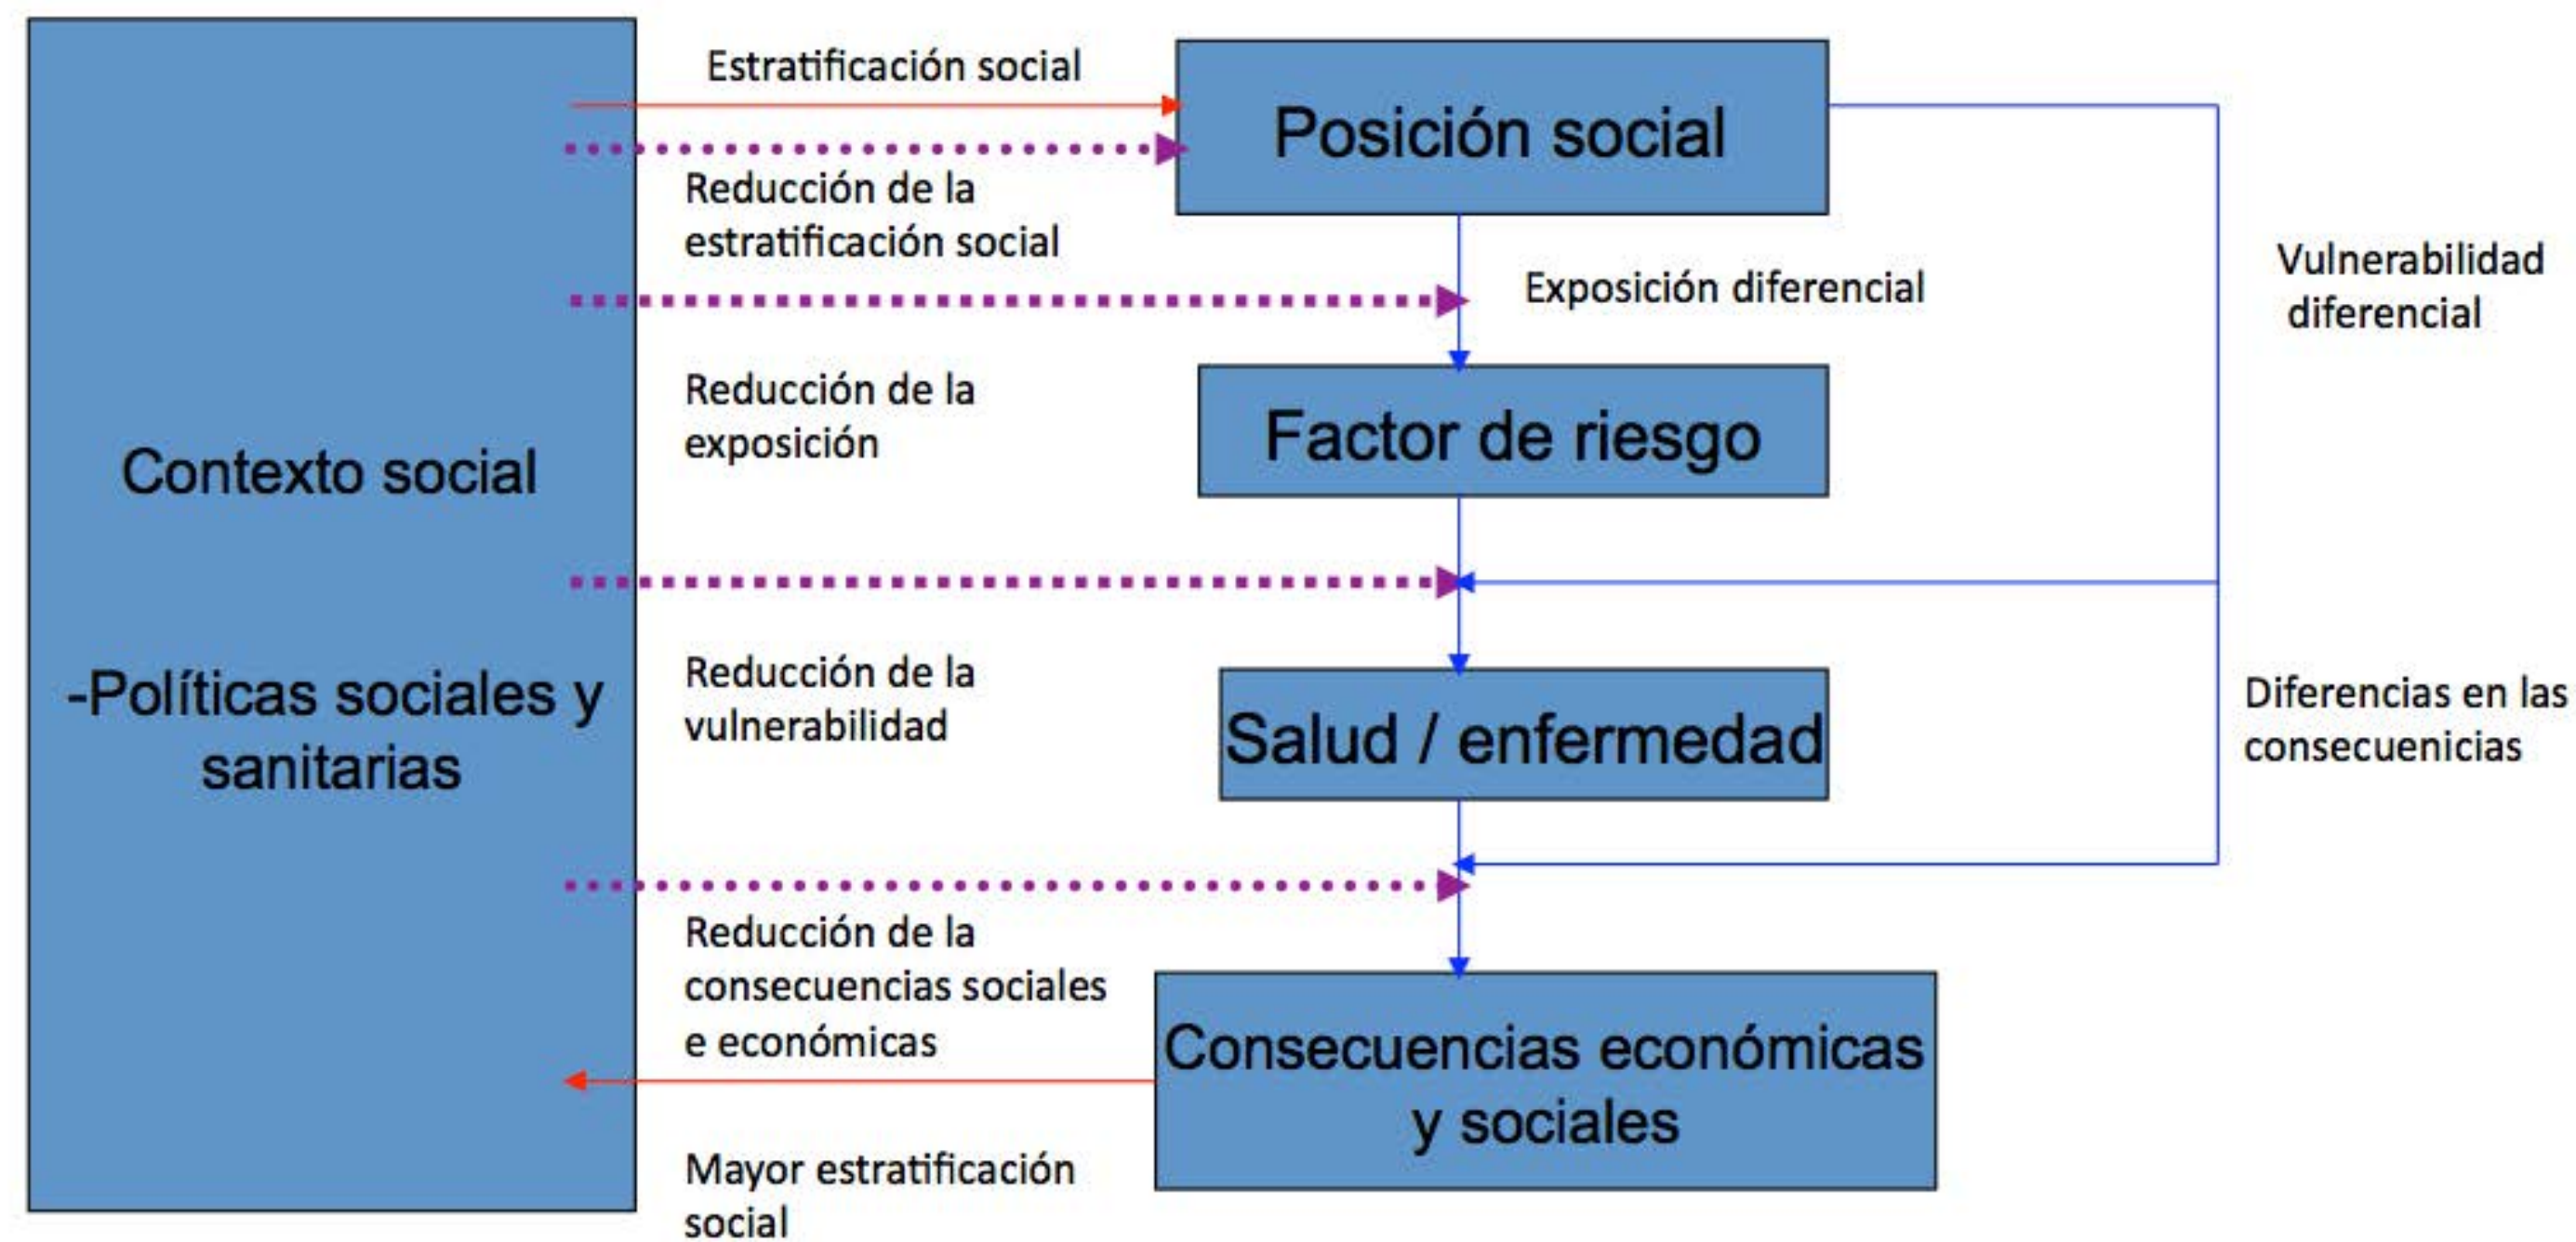 Estratificación social
Posición social
Reducción de la
estratificación social
Exposición diferencial
Vulnerabilidad
diferencial
Reducción de la
exposición
Factor de riesgo
Contexto social
-Políticas sociales y
sanitarias
Reducción de la
vulnerabilidad
Salud / enfermedad
Diferencias en las
consecuenicias
Reducción de la
consecuencias sociales
e económicas
Consecuencias económicas
y sociales
Mayor estratificación
social